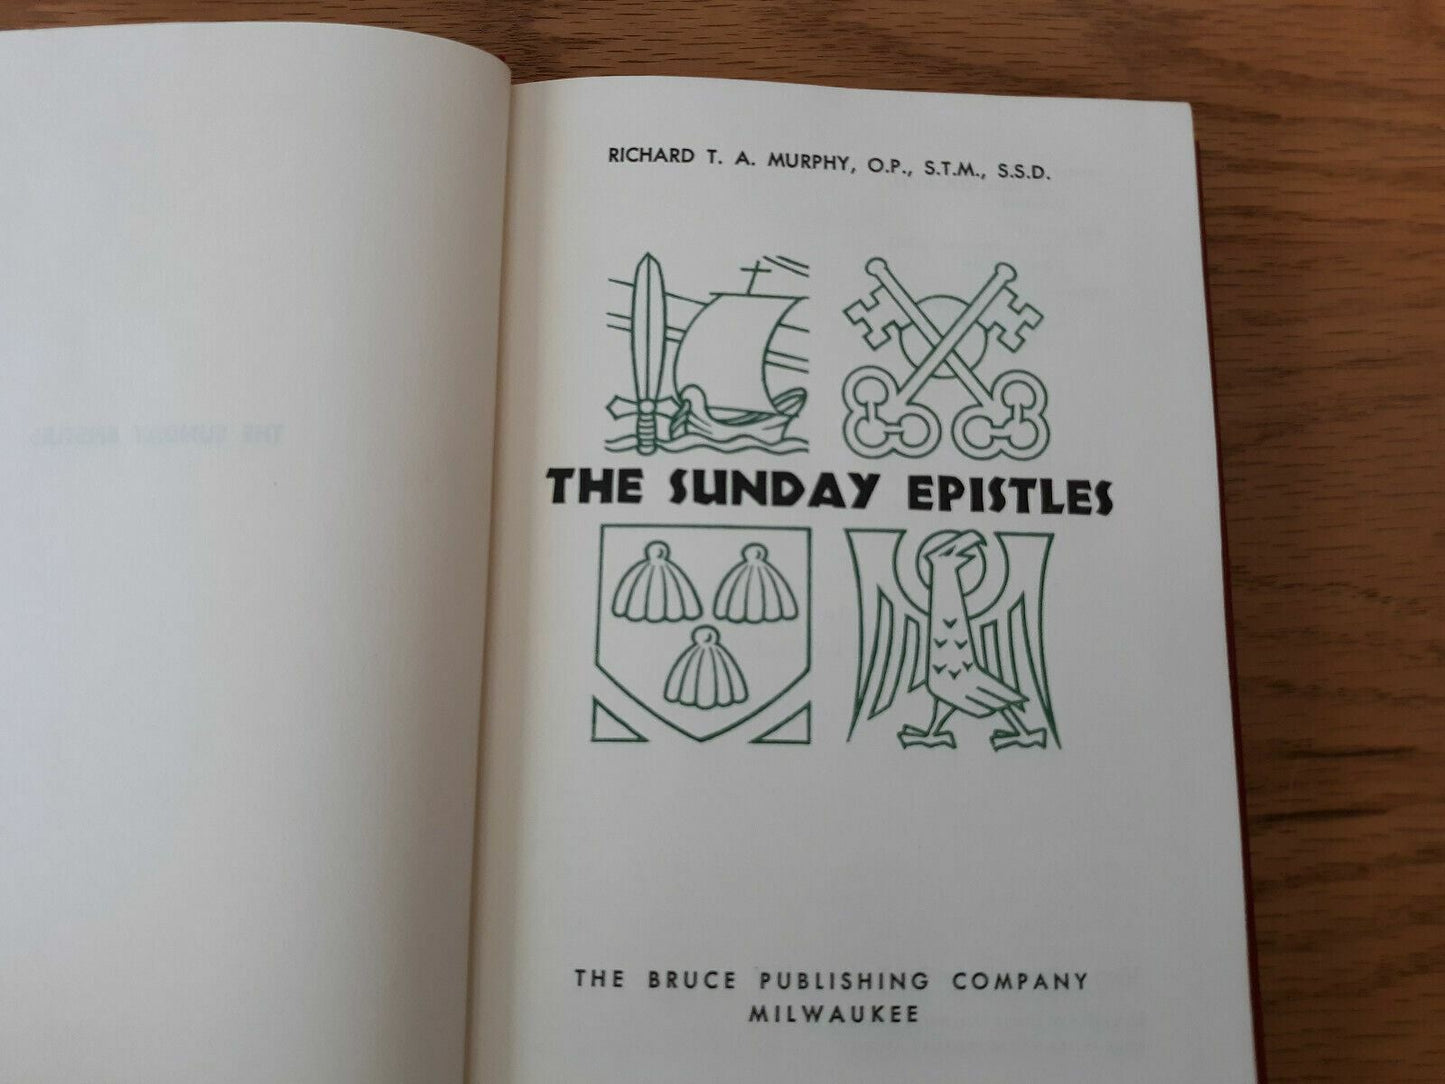 RICHARD T. A. MURPHY, O.P., S.T.M., S.S.D.
THE SUNDAY EPISTLES
THE BRUCE PUBLISHING COMPANY
MILWAUKEE